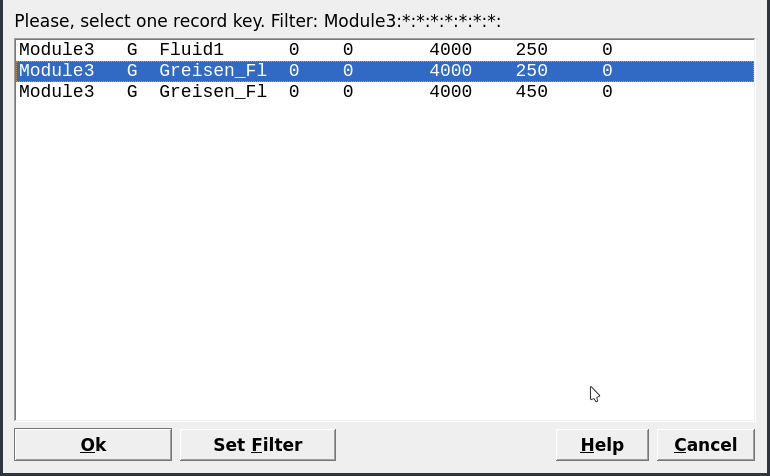 Please, select one record key. Filter: Module3:*:*:*:*:*:*:*:
Module3 G Fluid1 0 0 4000 250 0
Module3 G Greisen_Fl 0 0 4000 250 0
Module3 G Greisen_Fl 0 0 4000 450 0
Ok Set Filter Help Cancel